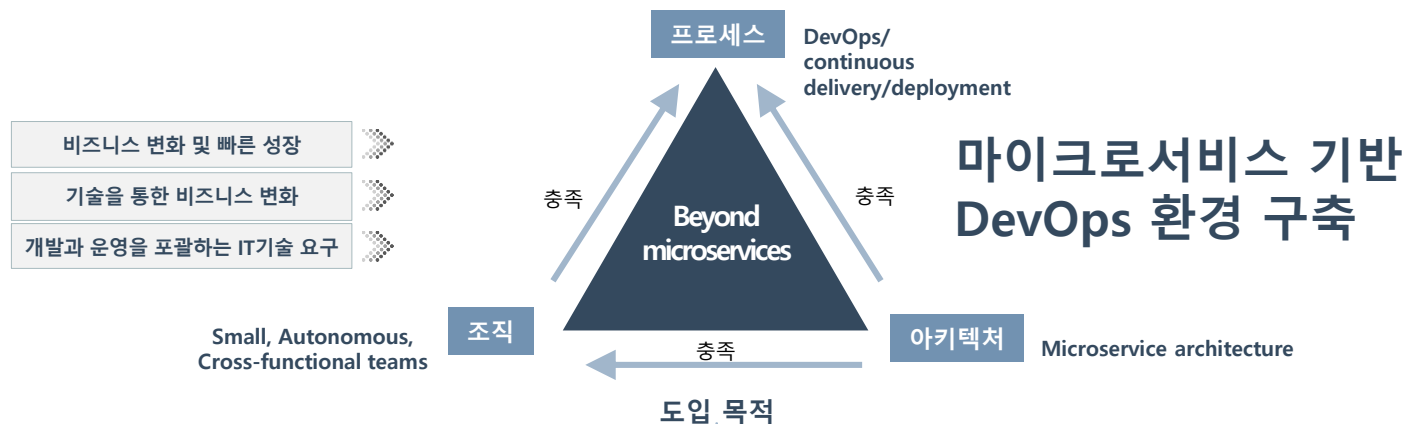 프로세스
DevOps/
continuous
delivery/deployment
비즈니스 변화 및 빠른 성장
기술을 통한 비즈니스 변화
개발과 운영을 포괄하는 IT기술 요구
충족
충족
Beyond
microservices
마이크로서비스 기반
DevOps 환경 구축
Small, Autonomous,
Cross-functional teams
조직
충족
아키텍처
Microservice architecture
도입 목적